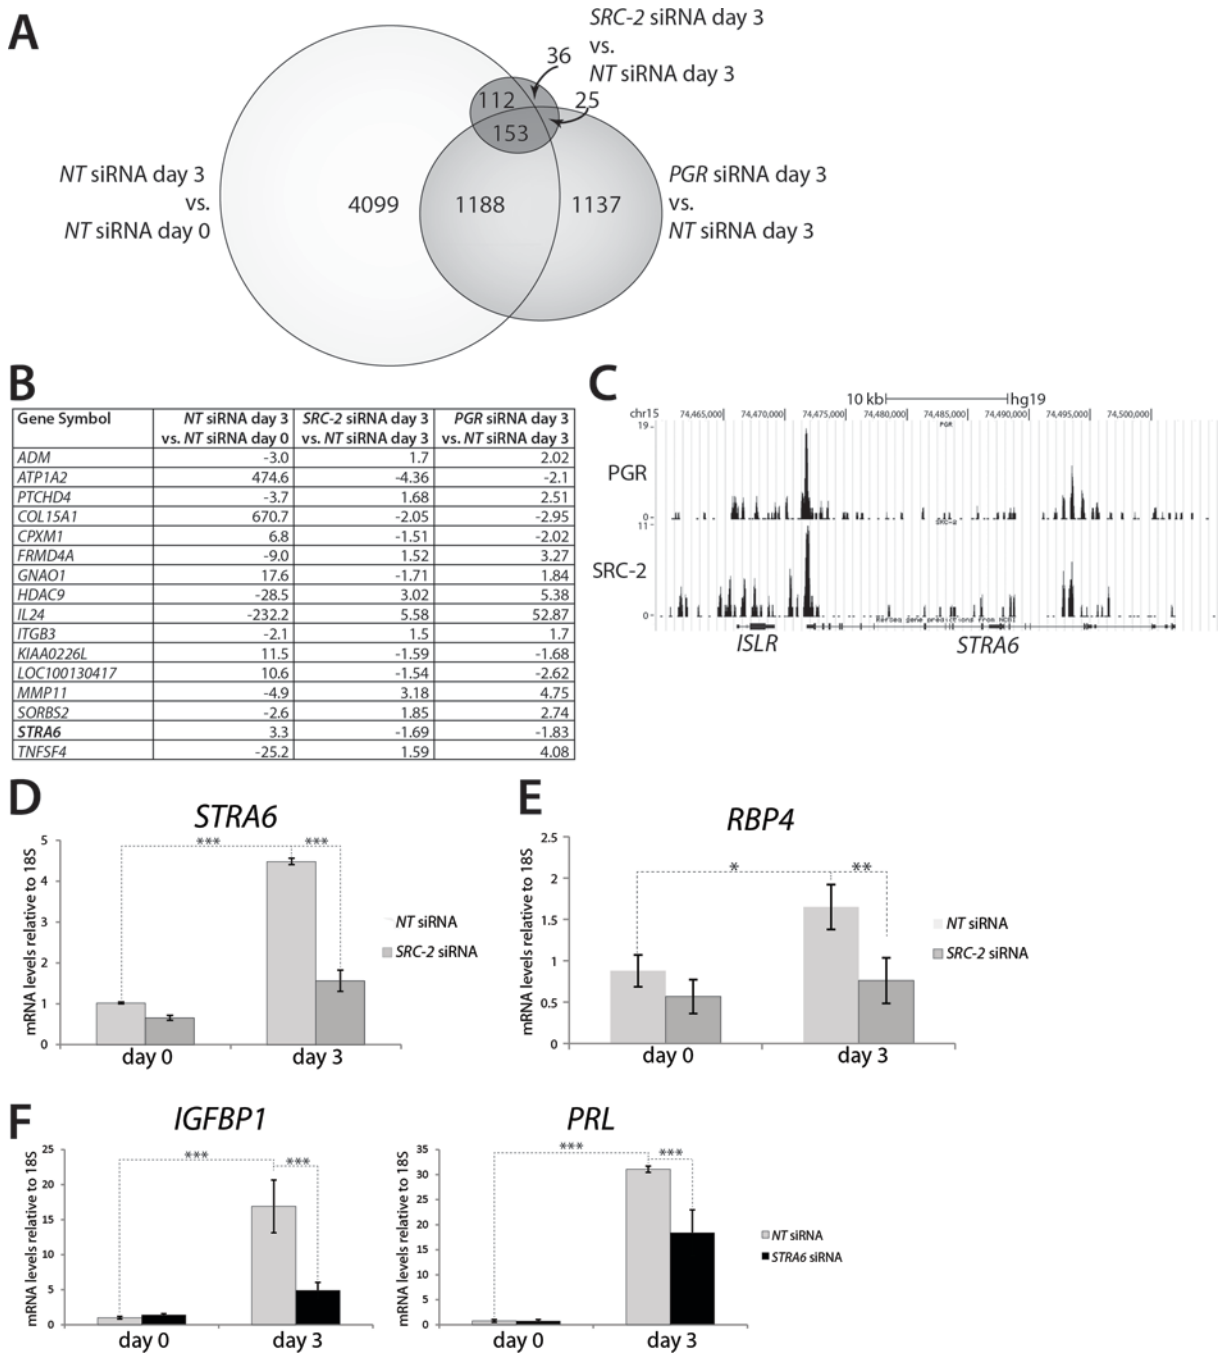 A
SRC-2 siRNA day 3
vs.
NT siRNA day 3
36
25
112
153
NT siRNA day 3
vs.
NT siRNA day 0
4099
1188
1137
PGR siRNA day 3
vs.
NT siRNA day 3
B
Gene Symbol NT siRNA day 3 vs. NT siRNA day 0 SRC-2 siRNA day 3 vs. NT siRNA day 3 PGR siRNA day 3 vs. NT siRNA day 3
ADM -3.0 1.7 2.02
ATP1A2 474.6 -4.36 -2.1
PTCHD4 -3.7 1.68 2.51
COL15A1 670.7 -2.05 -2.95
CPXM1 6.8 -1.51 -2.02
FRMD4A -9.0 1.52 3.27
GNAO1 17.6 -1.71 1.84
HDAC9 -28.5 3.02 5.38
IL24 -232.2 5.58 52.87
ITGB3 -2.1 1.5 1.7
KIAA0226L 11.5 -1.59 -1.68
LOC100130417 10.6 -1.54 -2.62
MMP11 -4.9 3.18 4.75
SORBS2 -2.6 1.85 2.74
STRA6 3.3 -1.69 -1.83
TNFSF4 -25.2 1.59 4.08
C
10 kb hg19
chr15 74,465,000 74,470,000 74,475,000 74,480,000 74,485,000 74,490,000 74,495,000 74,500,000
PGR
19
PGR
0
SRC-2
11
SRC-2
0
RefSeq gene predictions from NCBI
ISLR STRA6
D
STRA6
mRNA levels relative to 18S
5
4
3
2
1
0
*** ***
day 0 day 3
NT siRNA
SRC-2 siRNA
E
RBP4
mRNA levels relative to 18S
2.5
2
1.5
1
0.5
0
* **
day 0 day 3
NT siRNA
SRC-2 siRNA
F
IGFBP1
mRNA levels relative to 18S
25
20
15
10
5
0
*** ***
day 0 day 3
PRL
mRNA levels relative to 18S
35
30
25
20
15
10
5
0
*** ***
day 0 day 3
NT siRNA
STRA6 siRNA